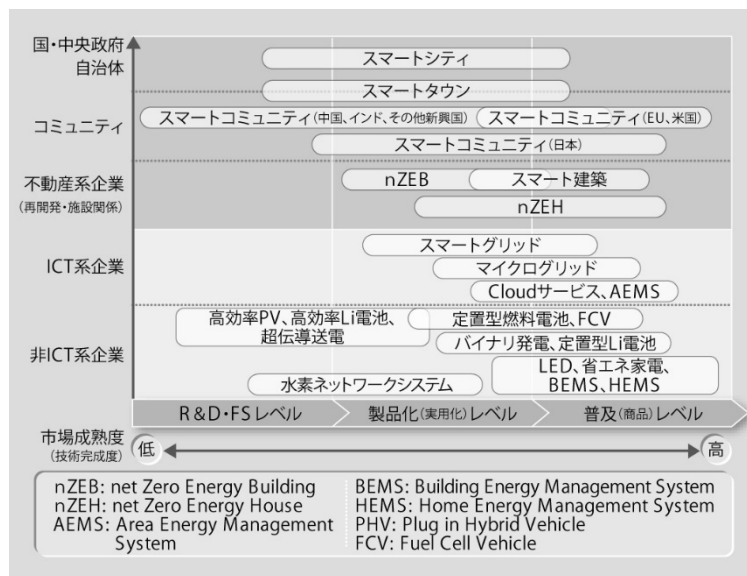 国・中央政府
自治体
スマートシティ
スマートタウン
コミュニティ
スマートコミュニティ(中国、インド、その他新興国)
スマートコミュニティ(EU、米国)
スマートコミュニティ(日本)
不動産系企業
(再開発・施設関係)
nZEB
スマート建築
nZEH
ICT系企業
スマートグリッド
マイクログリッド
Cloudサービス、AEMS
非ICT系企業
高効率PV、高効率Li電池、
超伝導送電
定置型燃料電池、FCV
バイナリ発電、定置型Li電池
LED、省エネ家電、
BEMS、HEMS
水素ネットワークシステム
R&D・FSレベル
製品化(実用化)レベル
普及(商品)レベル
市場成熟度
(技術完成度)
低
高
nZEB: net Zero Energy Building
nZEH: net Zero Energy House
AEMS: Area Energy Management
System
BEMS: Building Energy Management System
HEMS: Home Energy Management System
PHV: Plug in Hybrid Vehicle
FCV: Fuel Cell Vehicle